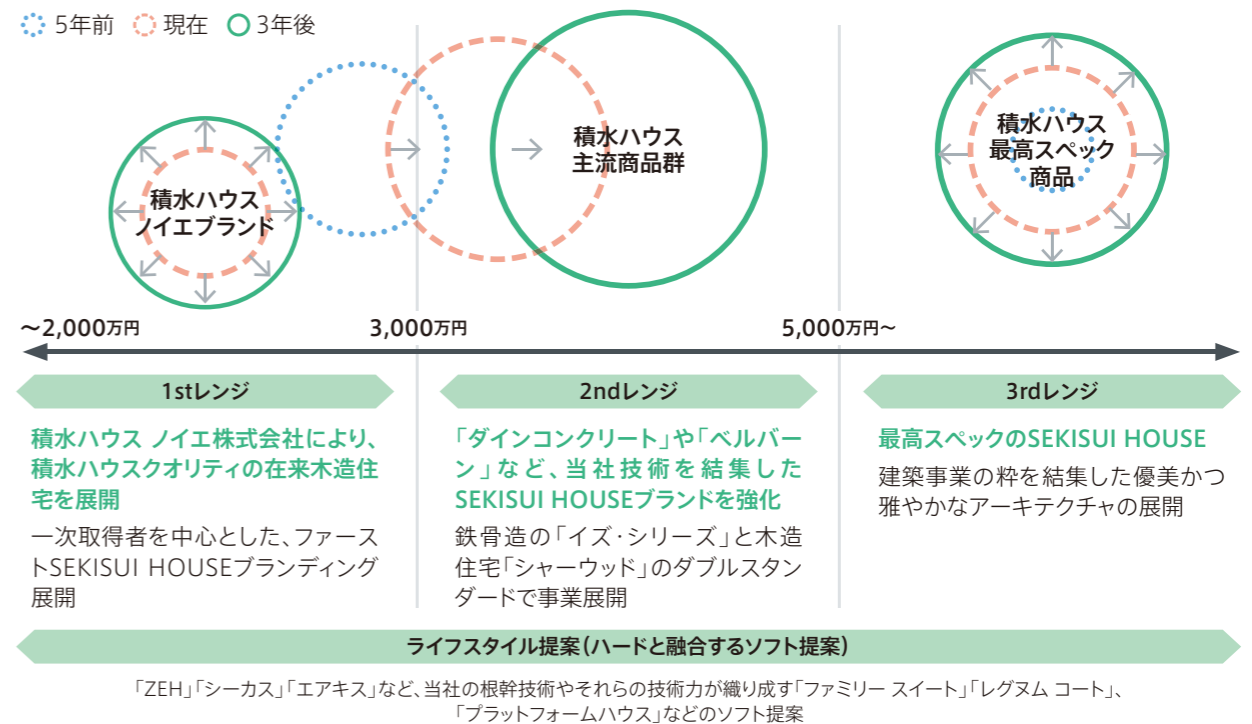 5年前 現在 3年後
積水ハウス
ノイエブランド
積水ハウス
主流商品群
積水ハウス
最高スペック
商品
～2,000万円 3,000万円 5,000万円～
1stレンジ
積水ハウス ノイエ株式会社により、
積水ハウスクオリティの在来木造住
宅を展開
一次取得者を中心とした、ファース
トSEKISUI HOUSEブランディング
展開
2ndレンジ
「ダインコンクリート」や「ベルバー
ン」など、当社技術を結集した
SEKISUI HOUSEブランドを強化
鉄骨造の「イズ・シリーズ」と木造
住宅「シャーウッド」のダブルスタン
ダードで事業展開
3rdレンジ
最高スペックのSEKISUI HOUSE
建築事業の粋を結集した優美かつ
雅やかなアーキテクチャの展開
ライフスタイル提案（ハードと融合するソフト提案）
「ZEH」「シーカス」「エアキス」など、当社の根幹技術やそれらの技術力が織り成す「ファミリー スイート」「レグヌム コート」、
「プラットフォームハウス」などのソフト提案